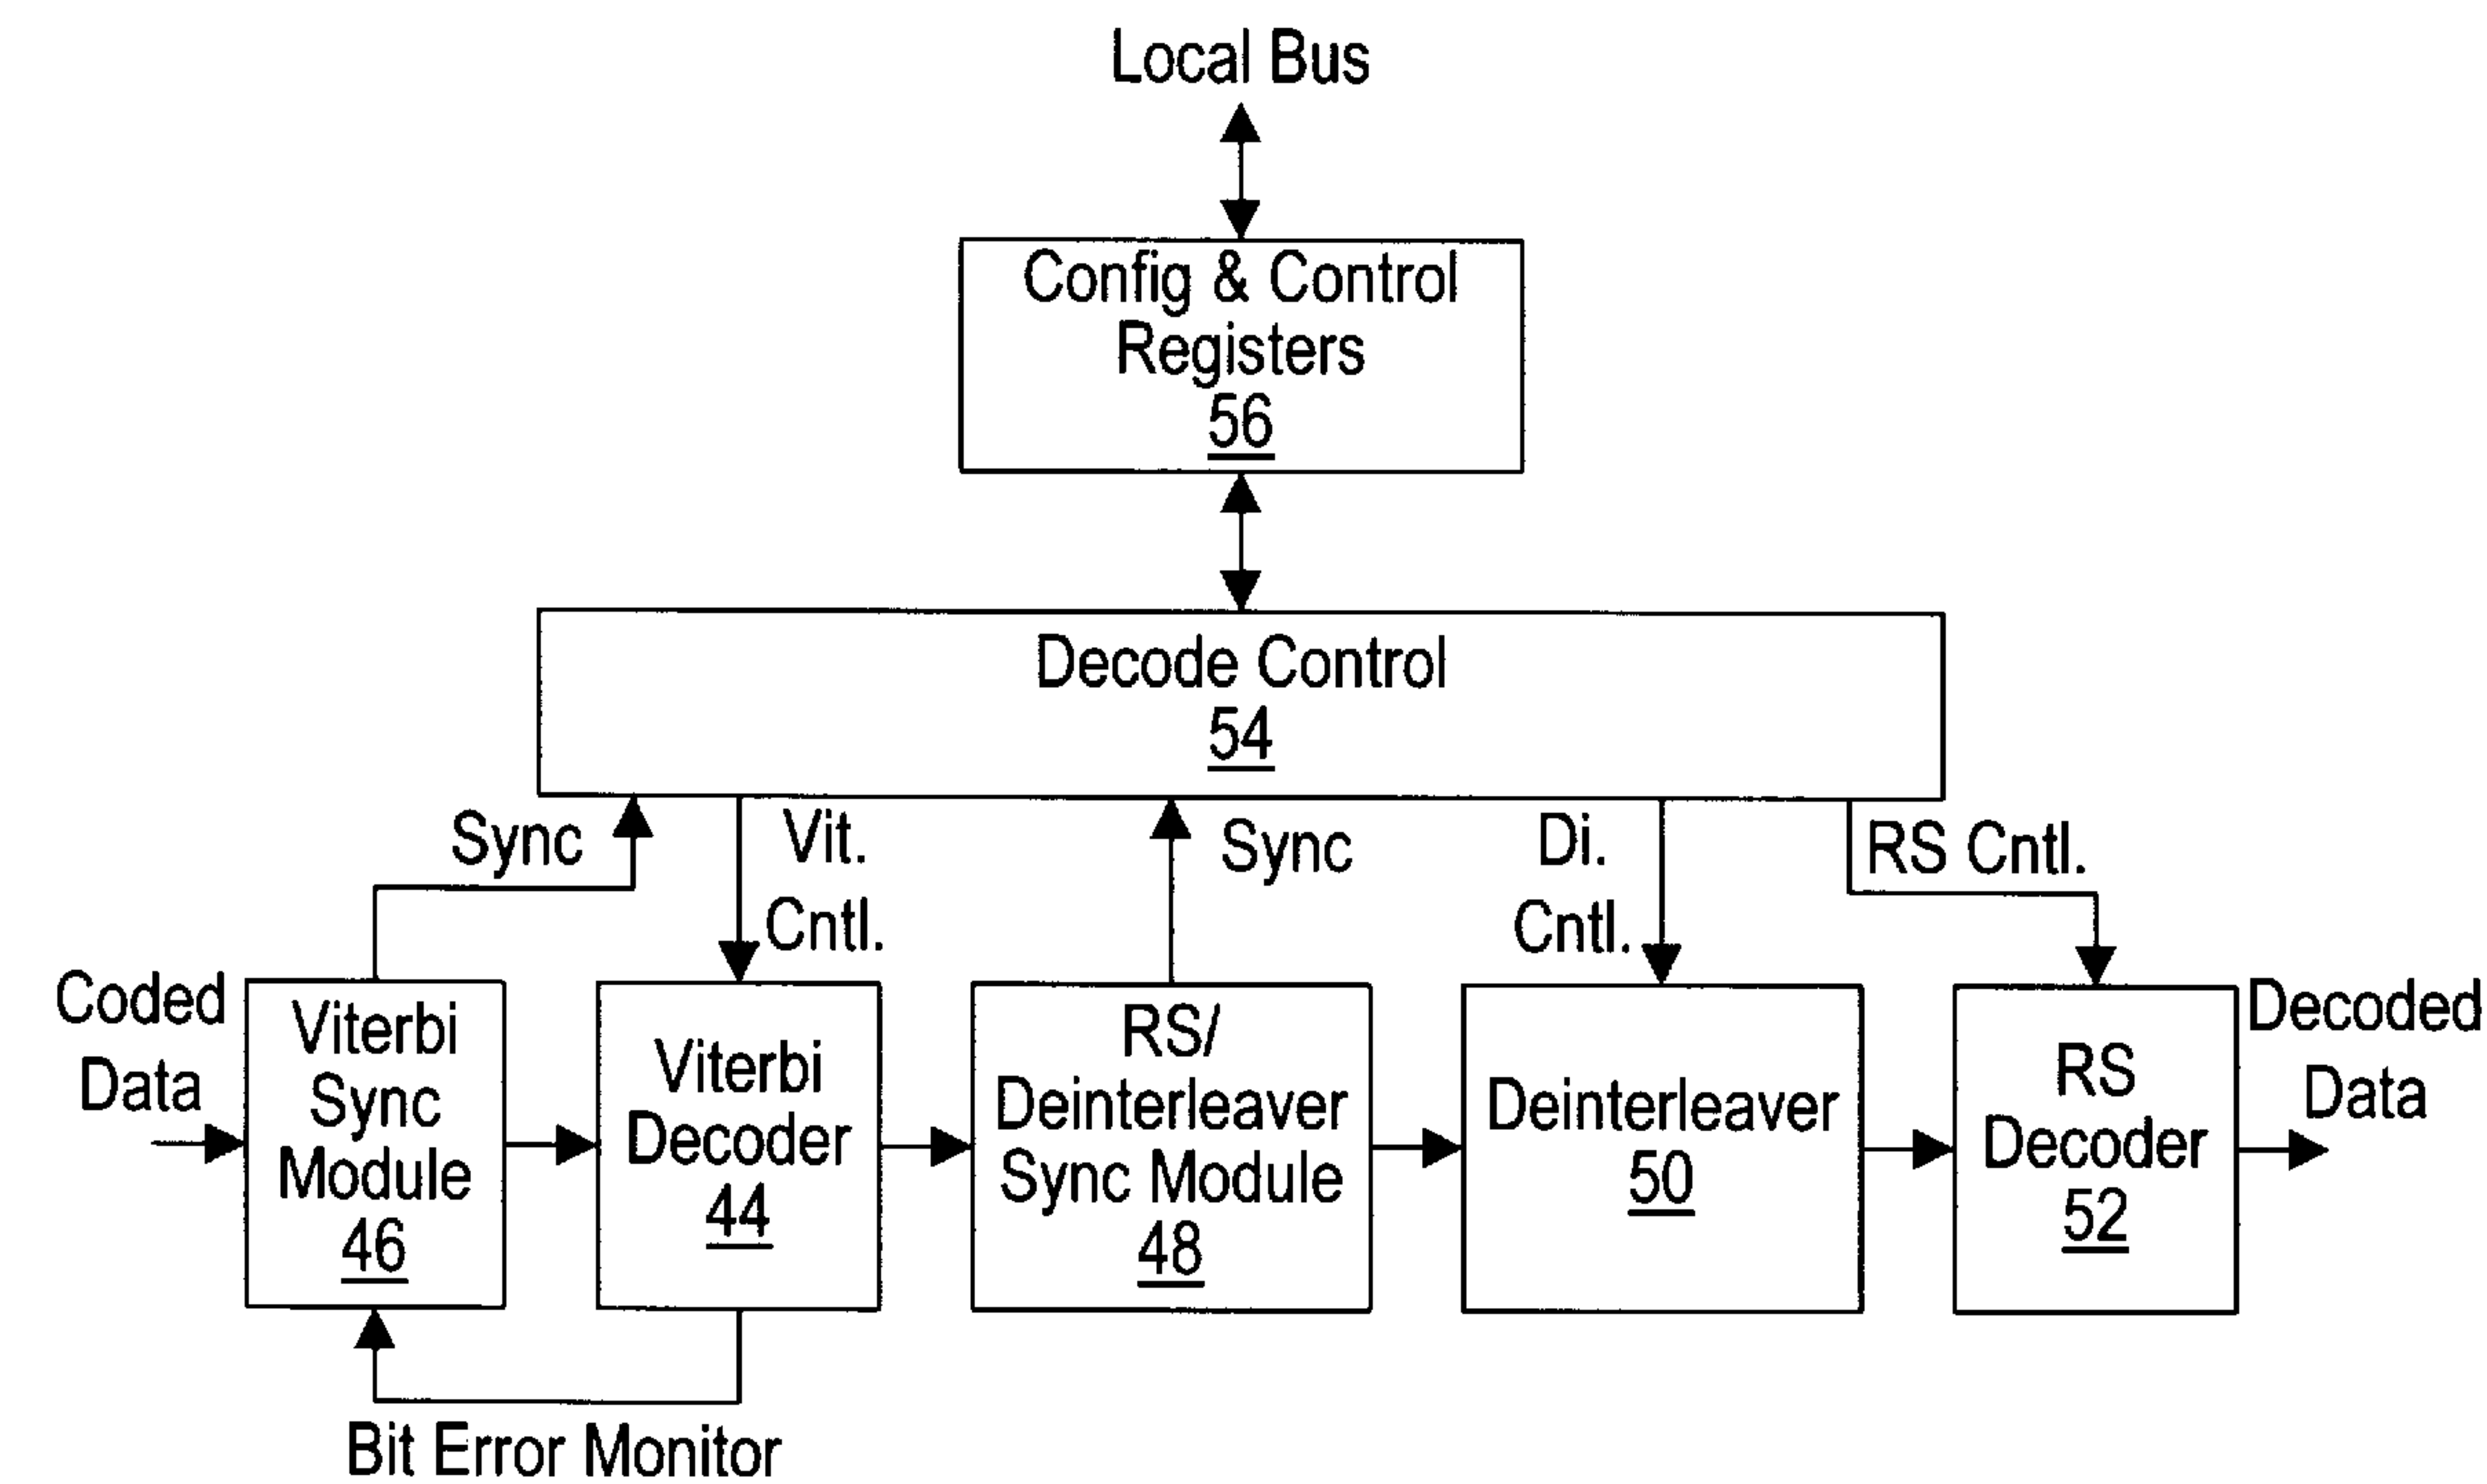 Local Bus
Config & Control
Registers
56
Decode Control
54
Sync
Vit.
Cntl.
Sync
Di.
Cntl.
RS Cntl.
Coded
Data
Viterbi
Sync
Module
46
Viterbi
Decoder
44
RS/
Deinterleaver
Sync Module
48
Deinterleaver
50
RS
Decoder
52
Decoded
Data
Bit Error Monitor